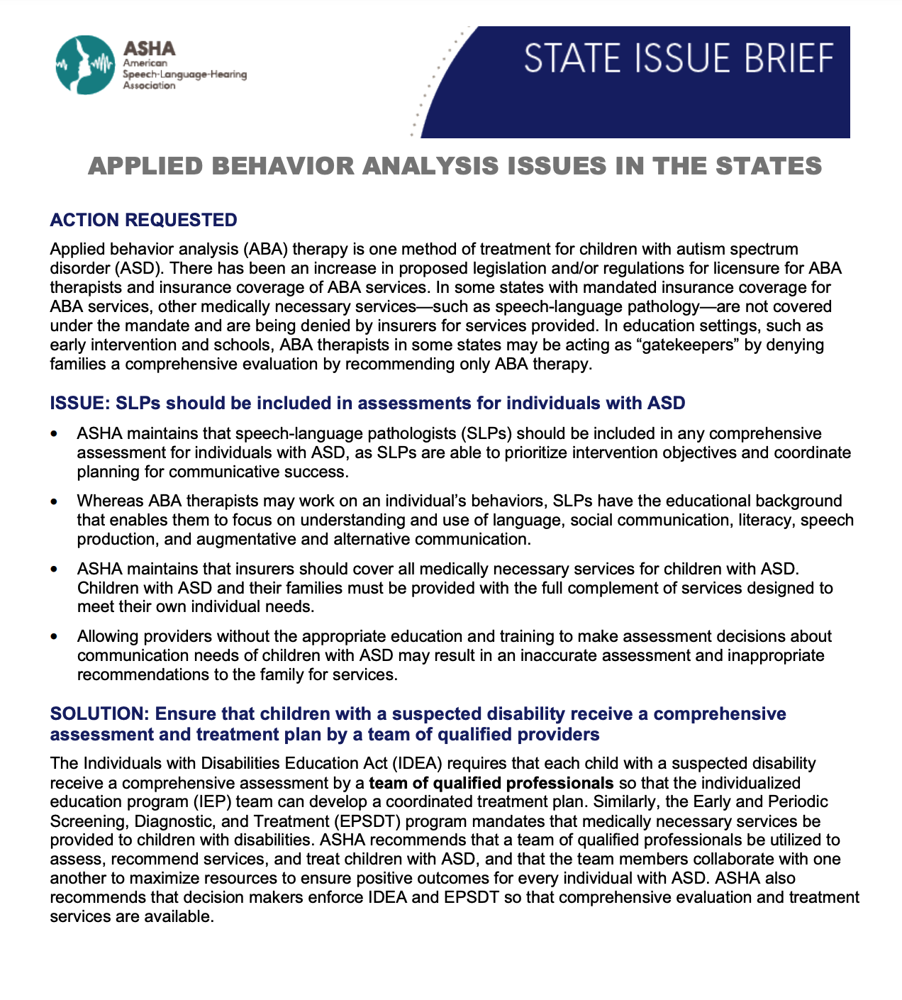 ASHA
American
Speech-Language-Hearing
Association
STATE ISSUE BRIEF
APPLIED BEHAVIOR ANALYSIS ISSUES IN THE STATES
ACTION REQUESTED
Applied behavior analysis (ABA) therapy is one method of treatment for children with autism spectrum
disorder (ASD). There has been an increase in proposed legislation and/or regulations for licensure for ABA
therapists and insurance coverage of ABA services. In some states with mandated insurance coverage for
ABA services, other medically necessary services—such as speech-language pathology—are not covered
under the mandate and are being denied by insurers for services provided. In education settings, such as
early intervention and schools, ABA therapists in some states may be acting as “gatekeepers” by denying
families a comprehensive evaluation by recommending only ABA therapy.
ISSUE: SLPs should be included in assessments for individuals with ASD
• ASHA maintains that speech-language pathologists (SLPs) should be included in any comprehensive
assessment for individuals with ASD, as SLPs are able to prioritize intervention objectives and coordinate
planning for communicative success.
• Whereas ABA therapists may work on an individual’s behaviors, SLPs have the educational background
that enables them to focus on understanding and use of language, social communication, literacy, speech
production, and augmentative and alternative communication.
• ASHA maintains that insurers should cover all medically necessary services for children with ASD.
Children with ASD and their families must be provided with the full complement of services designed to
meet their own individual needs.
• Allowing providers without the appropriate education and training to make assessment decisions about
communication needs of children with ASD may result in an inaccurate assessment and inappropriate
recommendations to the family for services.
SOLUTION: Ensure that children with a suspected disability receive a comprehensive
assessment and treatment plan by a team of qualified providers
The Individuals with Disabilities Education Act (IDEA) requires that each child with a suspected disability
receive a comprehensive assessment by a team of qualified professionals so that the individualized
education program (IEP) team can develop a coordinated treatment plan. Similarly, the Early and Periodic
Screening, Diagnostic, and Treatment (EPSDT) program mandates that medically necessary services be
provided to children with disabilities. ASHA recommends that a team of qualified professionals be utilized to
assess, recommend services, and treat children with ASD, and that the team members collaborate with one
another to maximize resources to ensure positive outcomes for every individual with ASD. ASHA also
recommends that decision makers enforce IDEA and EPSDT so that comprehensive evaluation and treatment
services are available.